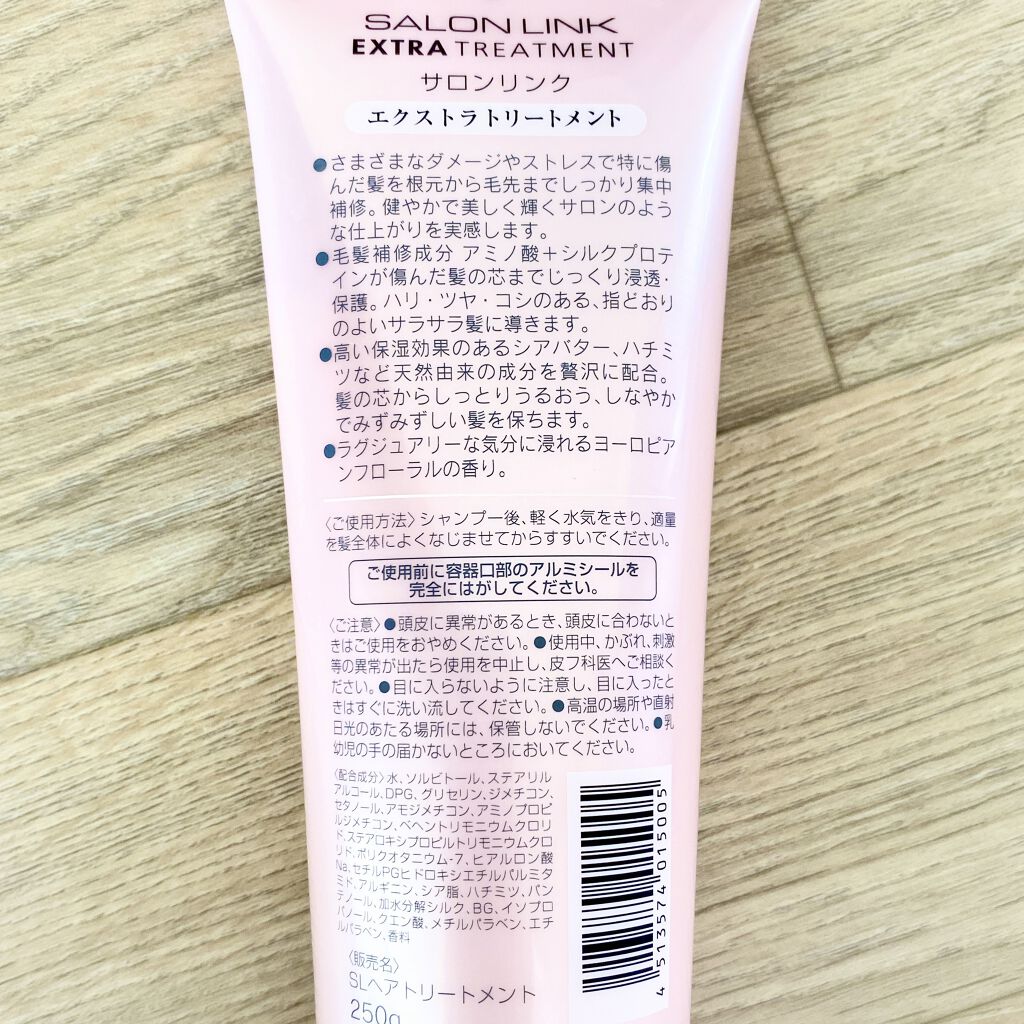 SALON LINK
EXTRA TREATMENT
サロンリンク
エクストラトリートメント
●さまざまなダメージやストレスで特に傷
んだ髪を根元から毛先までしっかり集中
補修。健やかで美しく輝くサロンのよう
な仕上がりを実感します。
●毛髪補修成分 アミノ酸＋シルクプロテ
インが傷んだ髪の芯までじっくり浸透・
保護。ハリ・ツヤ・コシのある、指どおり
のよいサラサラ髪に導きます。
●高い保湿効果のあるシアバター、ハチミ
ツなど天然由来の成分を贅沢に配合。
髪の芯からしっとりうるおう、しなやか
でみずみずしい髪を保ちます。
●ラグジュアリーな気分に浸れるヨーロピア
ンフローラルの香り。
〈ご使用方法〉シャンプー後、軽く水気をきり、適量
を髪全体によくなじませてからすすいでください。
ご使用前に容器口部のアルミシールを
完全にはがしてください。
〈ご注意〉●頭皮に異常があるとき、頭皮に合わないと
きはご使用をおやめください。●使用中、かぶれ、刺激
等の異常が出たら使用を中止し、皮フ科医へご相談く
ださい。●目に入らないように注意し、目に入ったと
きはすぐに洗い流してください。●高温の場所や直射
日光のあたる場所には、保管しないでください。●乳
幼児の手の届かないところにおいてください。
〈配合成分〉水、ソルビトール、ステアリル
アルコール、DPG、グリセリン、ジメチコン、
セタノール、アモジメチコン、アミノプロピ
ルジメチコン、ベヘントリモニウムクロリ
ド、ステアロキシプロピルトリモニウムクロ
リド、ポリクオタニウム-7、ヒアルロン酸
Na、セチルPGヒドロキシエチルパルミタ
ミド、アルギニン、シア脂、ハチミツ、パン
テノール、加水分解シルク、BG、イソプロ
パノール、クエン酸、メチルパラベン、エチ
ルパラベン、香料
〈販売名〉
SLヘアトリートメント
250g
4 513574 015005